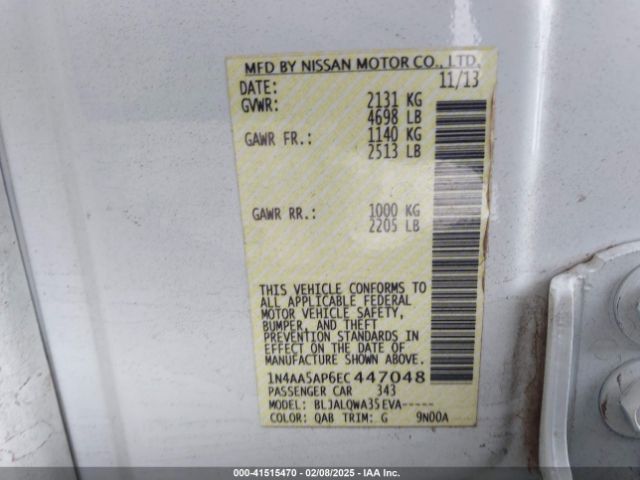 MFD BY NISSAN MOTOR CO., LTD.
DATE: 11/13
GVWR: 2131 KG
4698 LB
GAWR FR.: 1140 KG
2513 LB
GAWR RR.: 1000 KG
2205 LB
THIS VEHICLE CONFORMS TO
ALL APPLICABLE FEDERAL
MOTOR VEHICLE SAFETY,
BUMPER, AND THEFT
PREVENTION STANDARDS IN
EFFECT ON THE DATE OF
MANUFACTURE SHOWN ABOVE.
1N4AA5AP6EC447048
PASSENGER CAR 343
MODEL: BLJALQWA35EVA-----
COLOR: QAB TRIM: G 9N00A
000-41515470 - 02/08/2025 - IAA Inc.